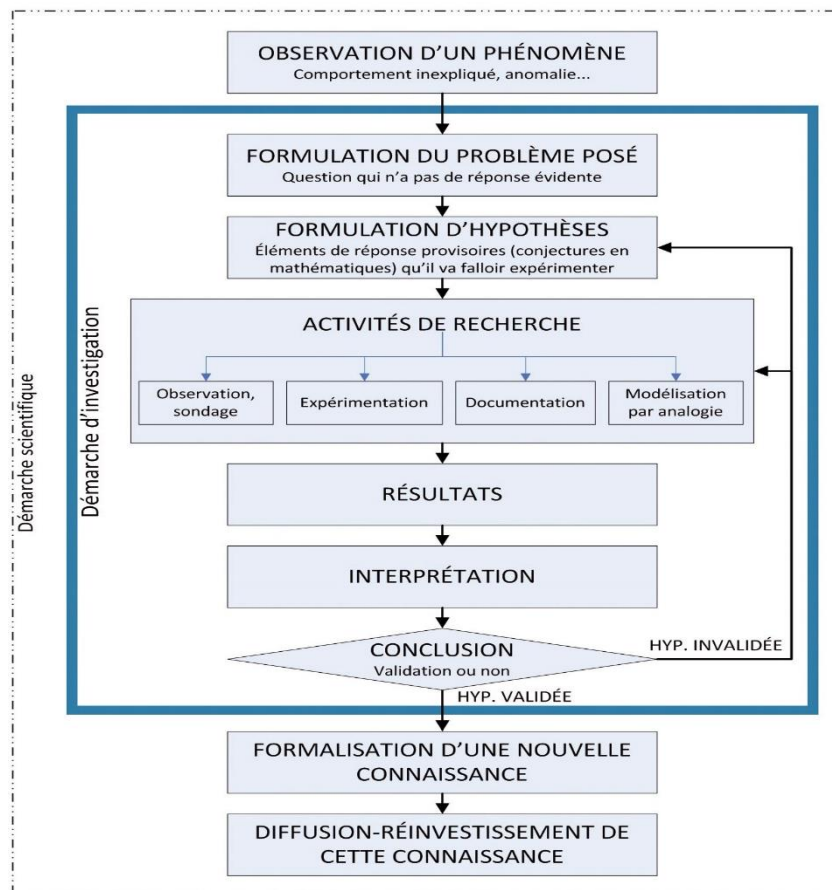 OBSERVATION D'UN PHÉNOMÈNE
Comportement inexpliqué, anomalie...
Démarche scientifique
Démarche d'investigation
FORMULATION DU PROBLÈME POSÉ
Question qui n'a pas de réponse évidente
FORMULATION D'HYPOTHÈSES
Éléments de réponse provisoires (conjectures en
mathématiques) qu'il va falloir expérimenter
ACTIVITÉS DE RECHERCHE
Observation,
sondage
Expérimentation
Documentation
Modélisation
par analogie
RÉSULTATS
INTERPRÉTATION
CONCLUSION
Validation ou non
HYP. INVALIDÉE
HYP. VALIDÉE
FORMALISATION D'UNE NOUVELLE
CONNAISSANCE
DIFFUSION-RÉINVESTISSEMENT DE
CETTE CONNAISSANCE